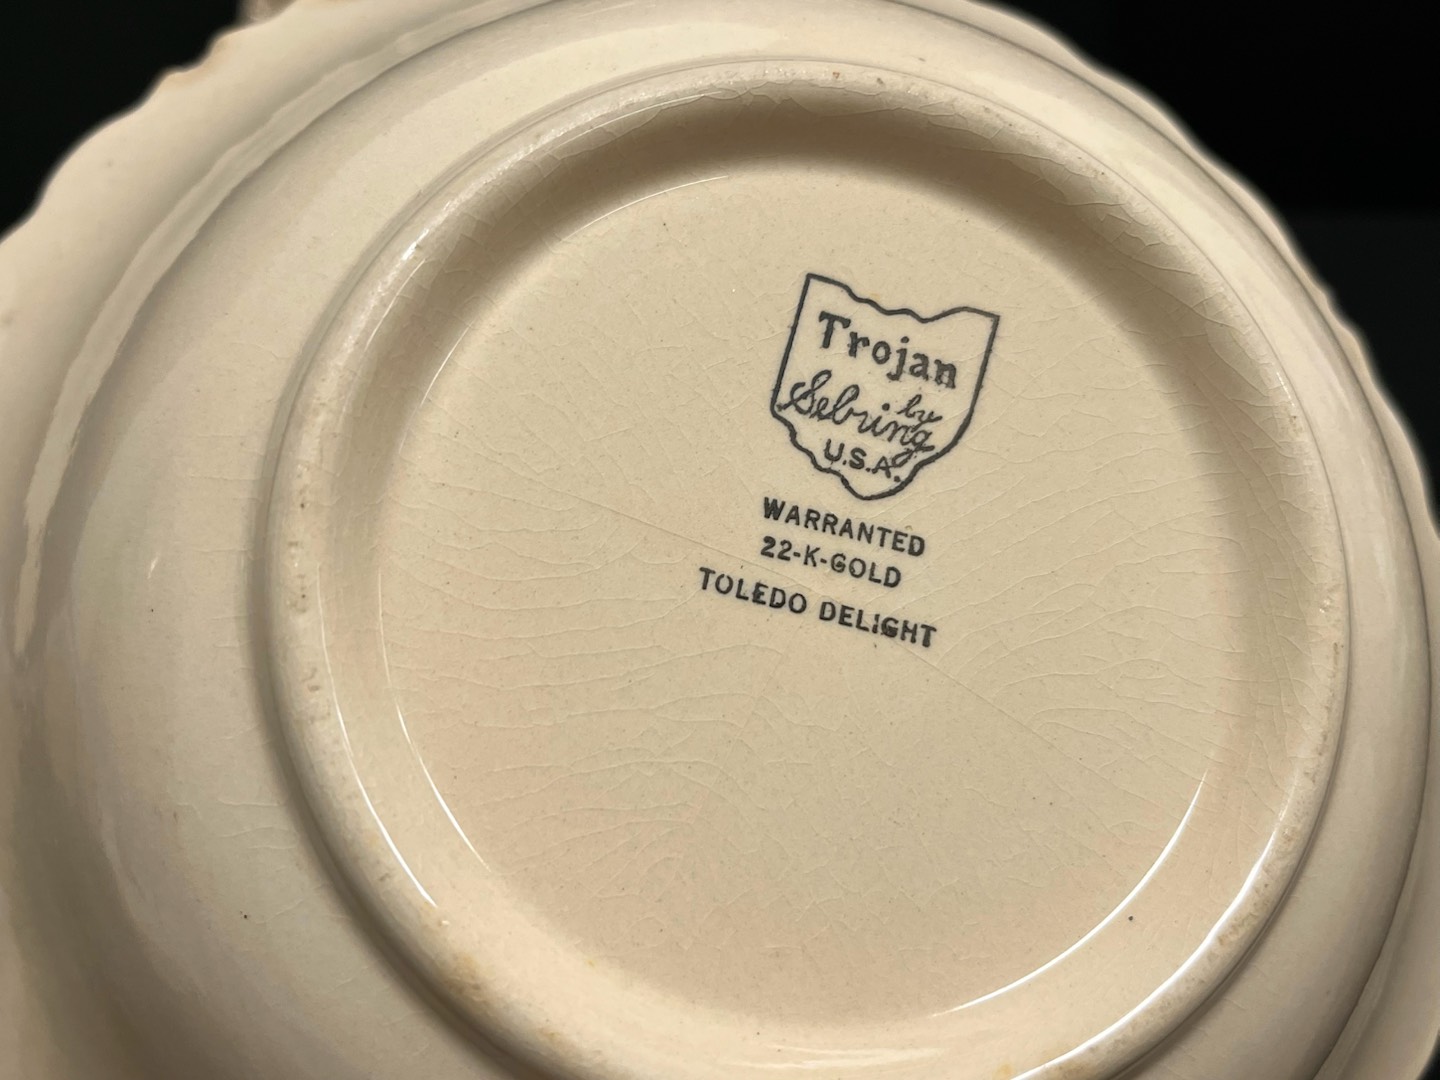 Trojan
by
Sebring
U.S.A.
WARRANTED
22-K-GOLD
TOLEDO DELIGHT